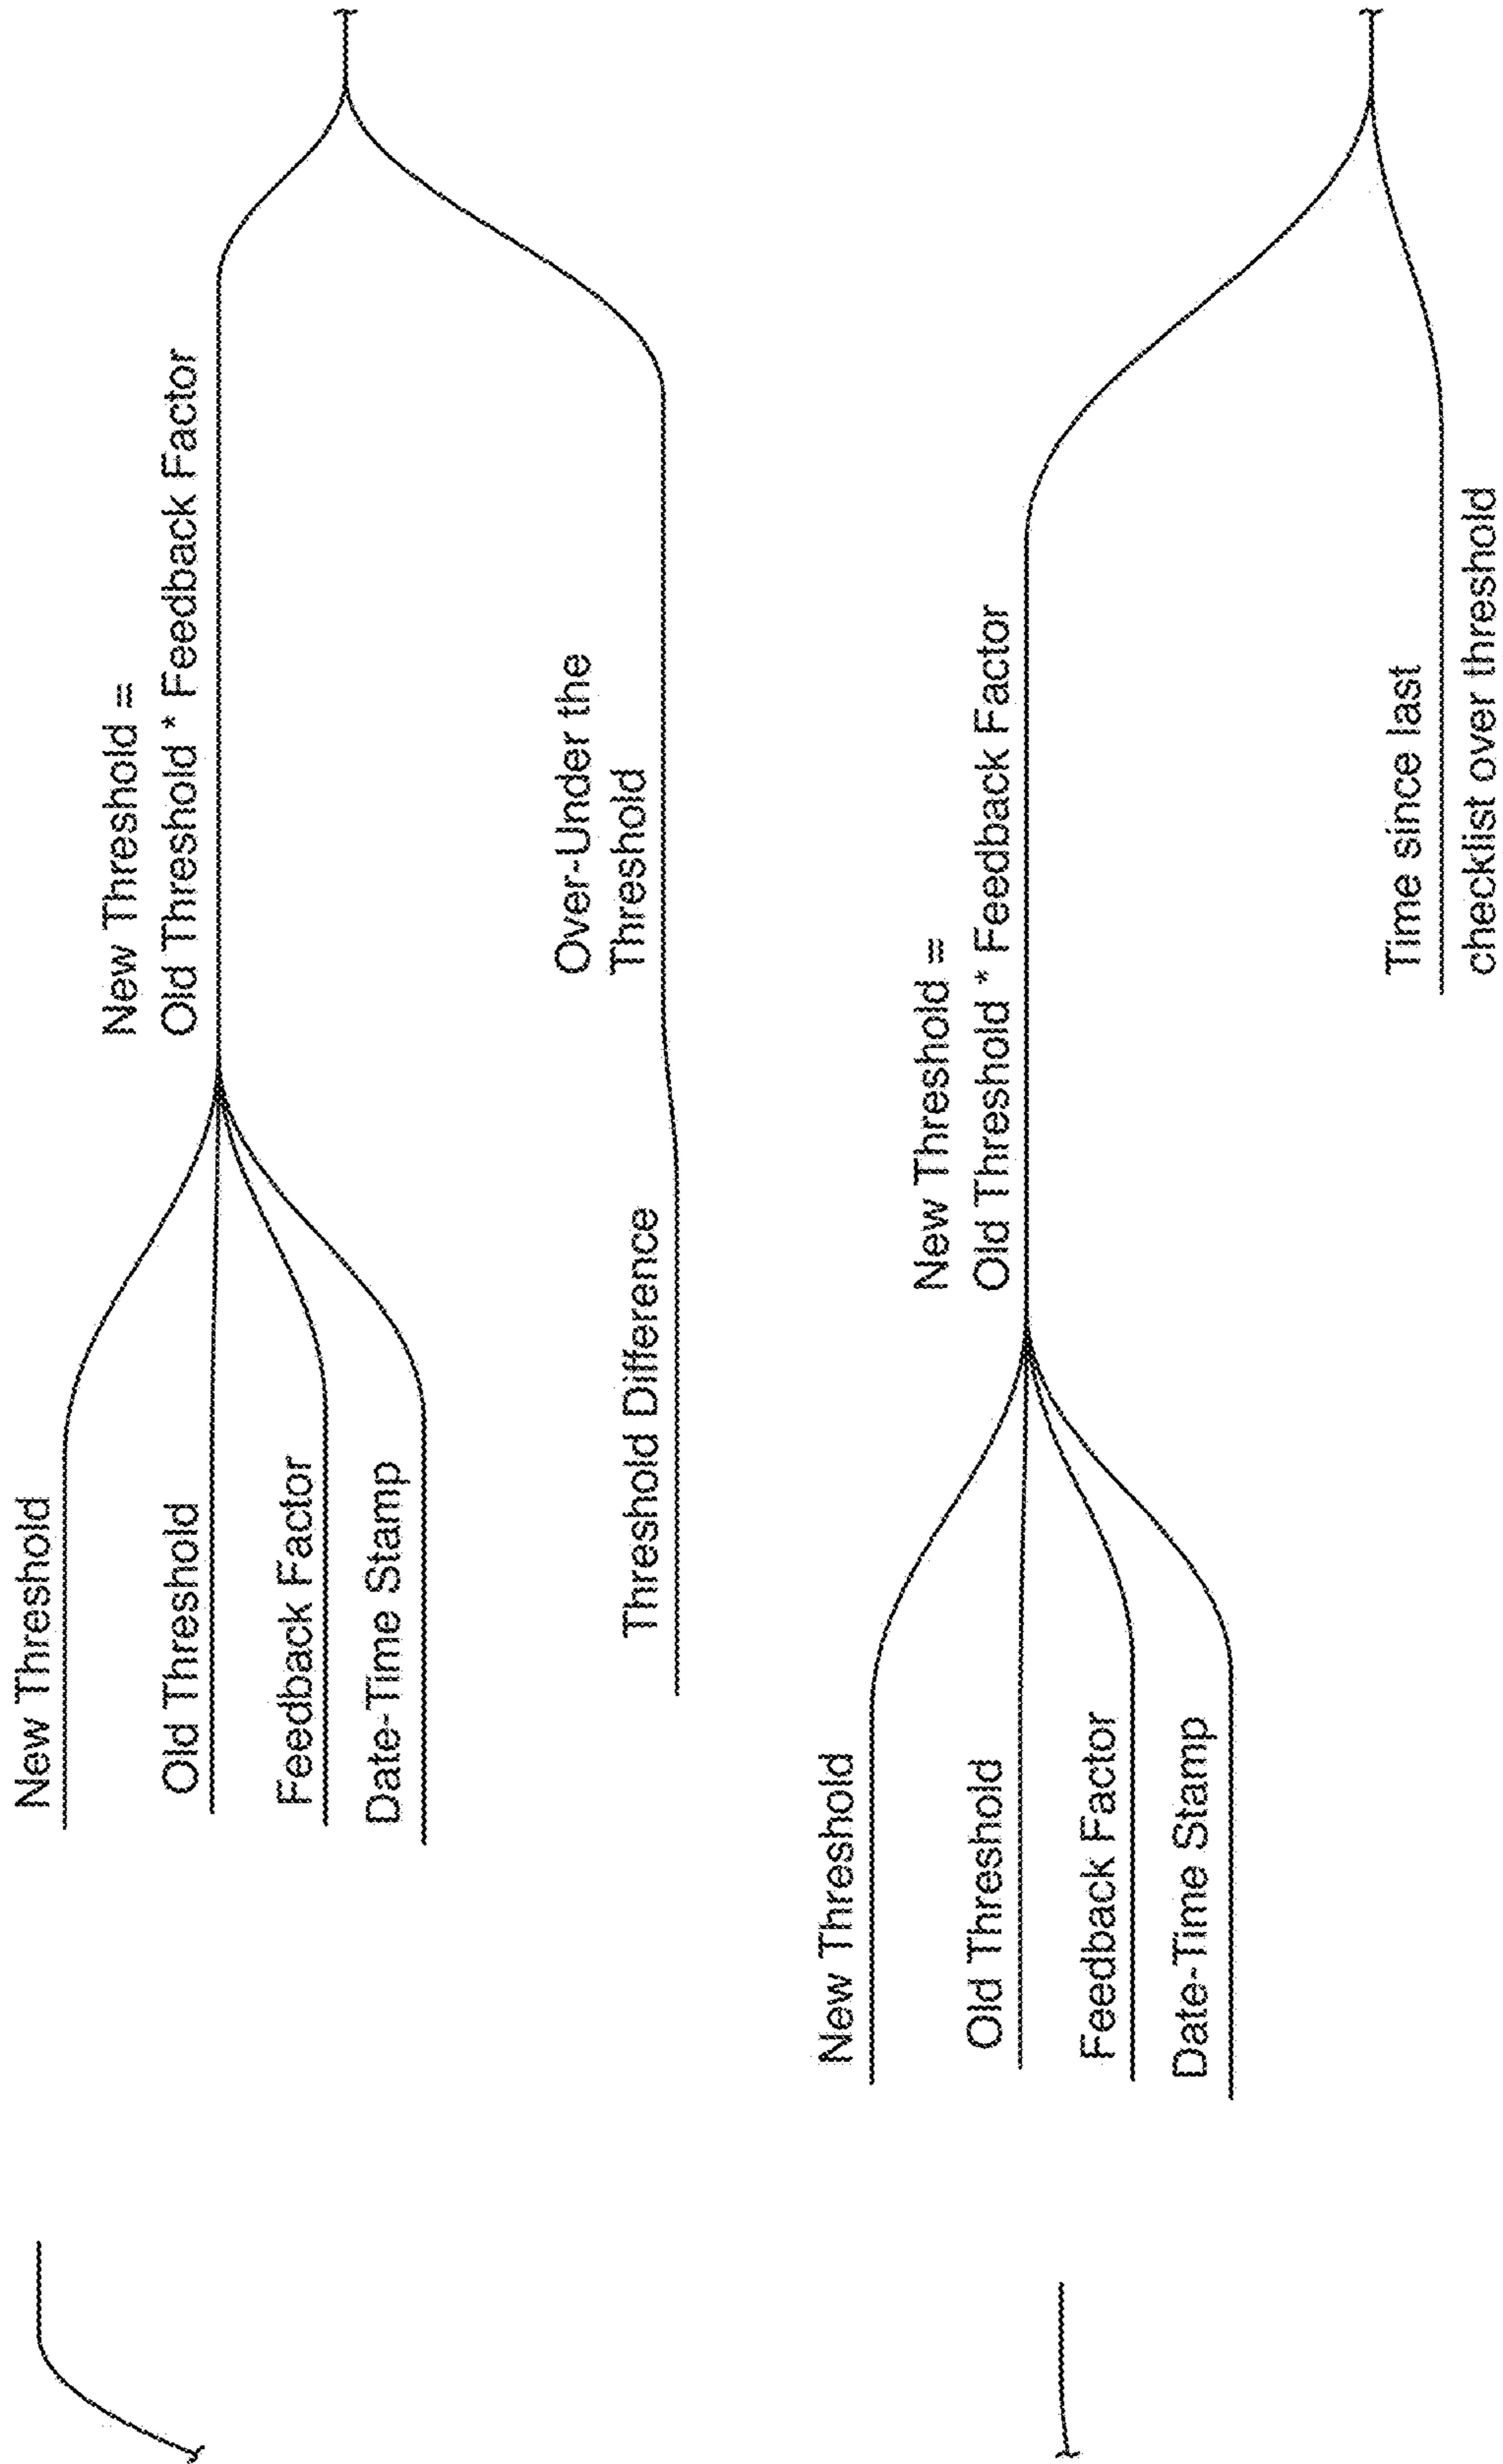 New Threshold
Old Threshold
Feedback Factor
Date-Time Stamp
New Threshold =
Old Threshold * Feedback Factor
Threshold Difference
Over-Under the
Threshold
New Threshold
Old Threshold
Feedback Factor
Date-Time Stamp
New Threshold =
Old Threshold * Feedback Factor
Time since last
checklist over threshold